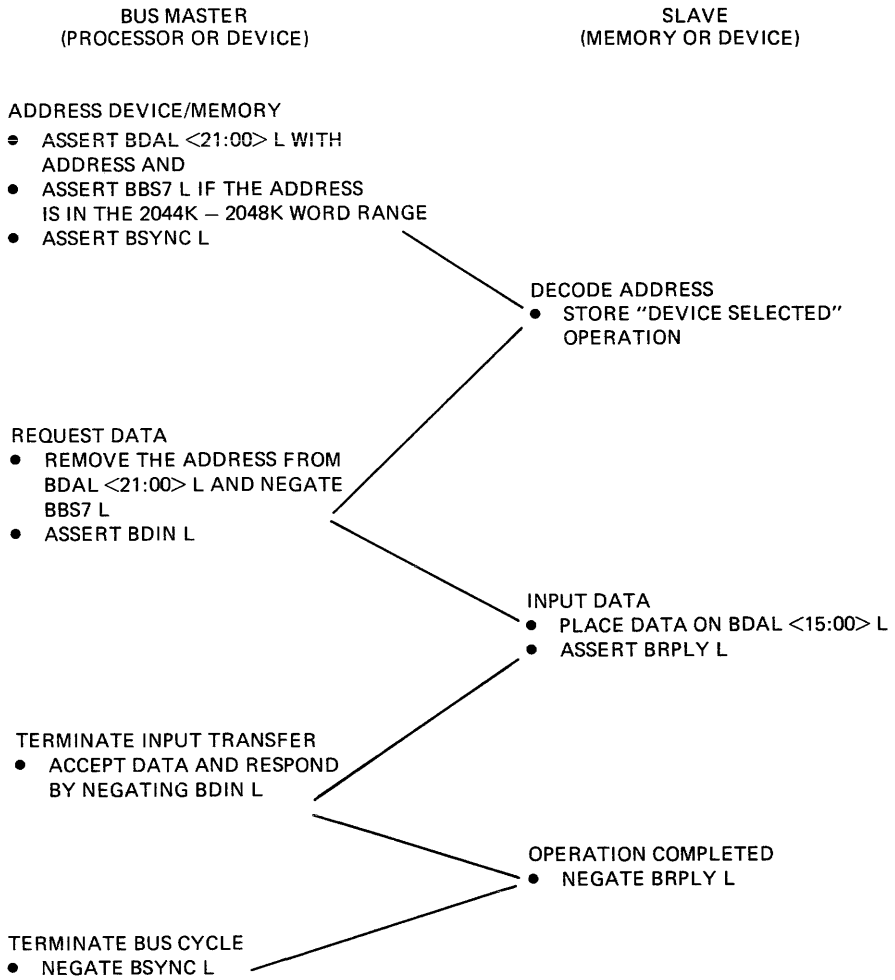 BUS MASTER
(PROCESSOR OR DEVICE)
SLAVE
(MEMORY OR DEVICE)
ADDRESS DEVICE/MEMORY
● ASSERT BDAL <21:00> L WITH
ADDRESS AND
● ASSERT BBS7 L IF THE ADDRESS
IS IN THE 2044K – 2048K WORD RANGE
● ASSERT BSYNC L
DECODE ADDRESS
● STORE "DEVICE SELECTED"
OPERATION
REQUEST DATA
● REMOVE THE ADDRESS FROM
BDAL <21:00> L AND NEGATE
BBS7 L
● ASSERT BDIN L
INPUT DATA
● PLACE DATA ON BDAL <15:00> L
● ASSERT BRPLY L
TERMINATE INPUT TRANSFER
● ACCEPT DATA AND RESPOND
BY NEGATING BDIN L
OPERATION COMPLETED
● NEGATE BRPLY L
TERMINATE BUS CYCLE
● NEGATE BSYNC L